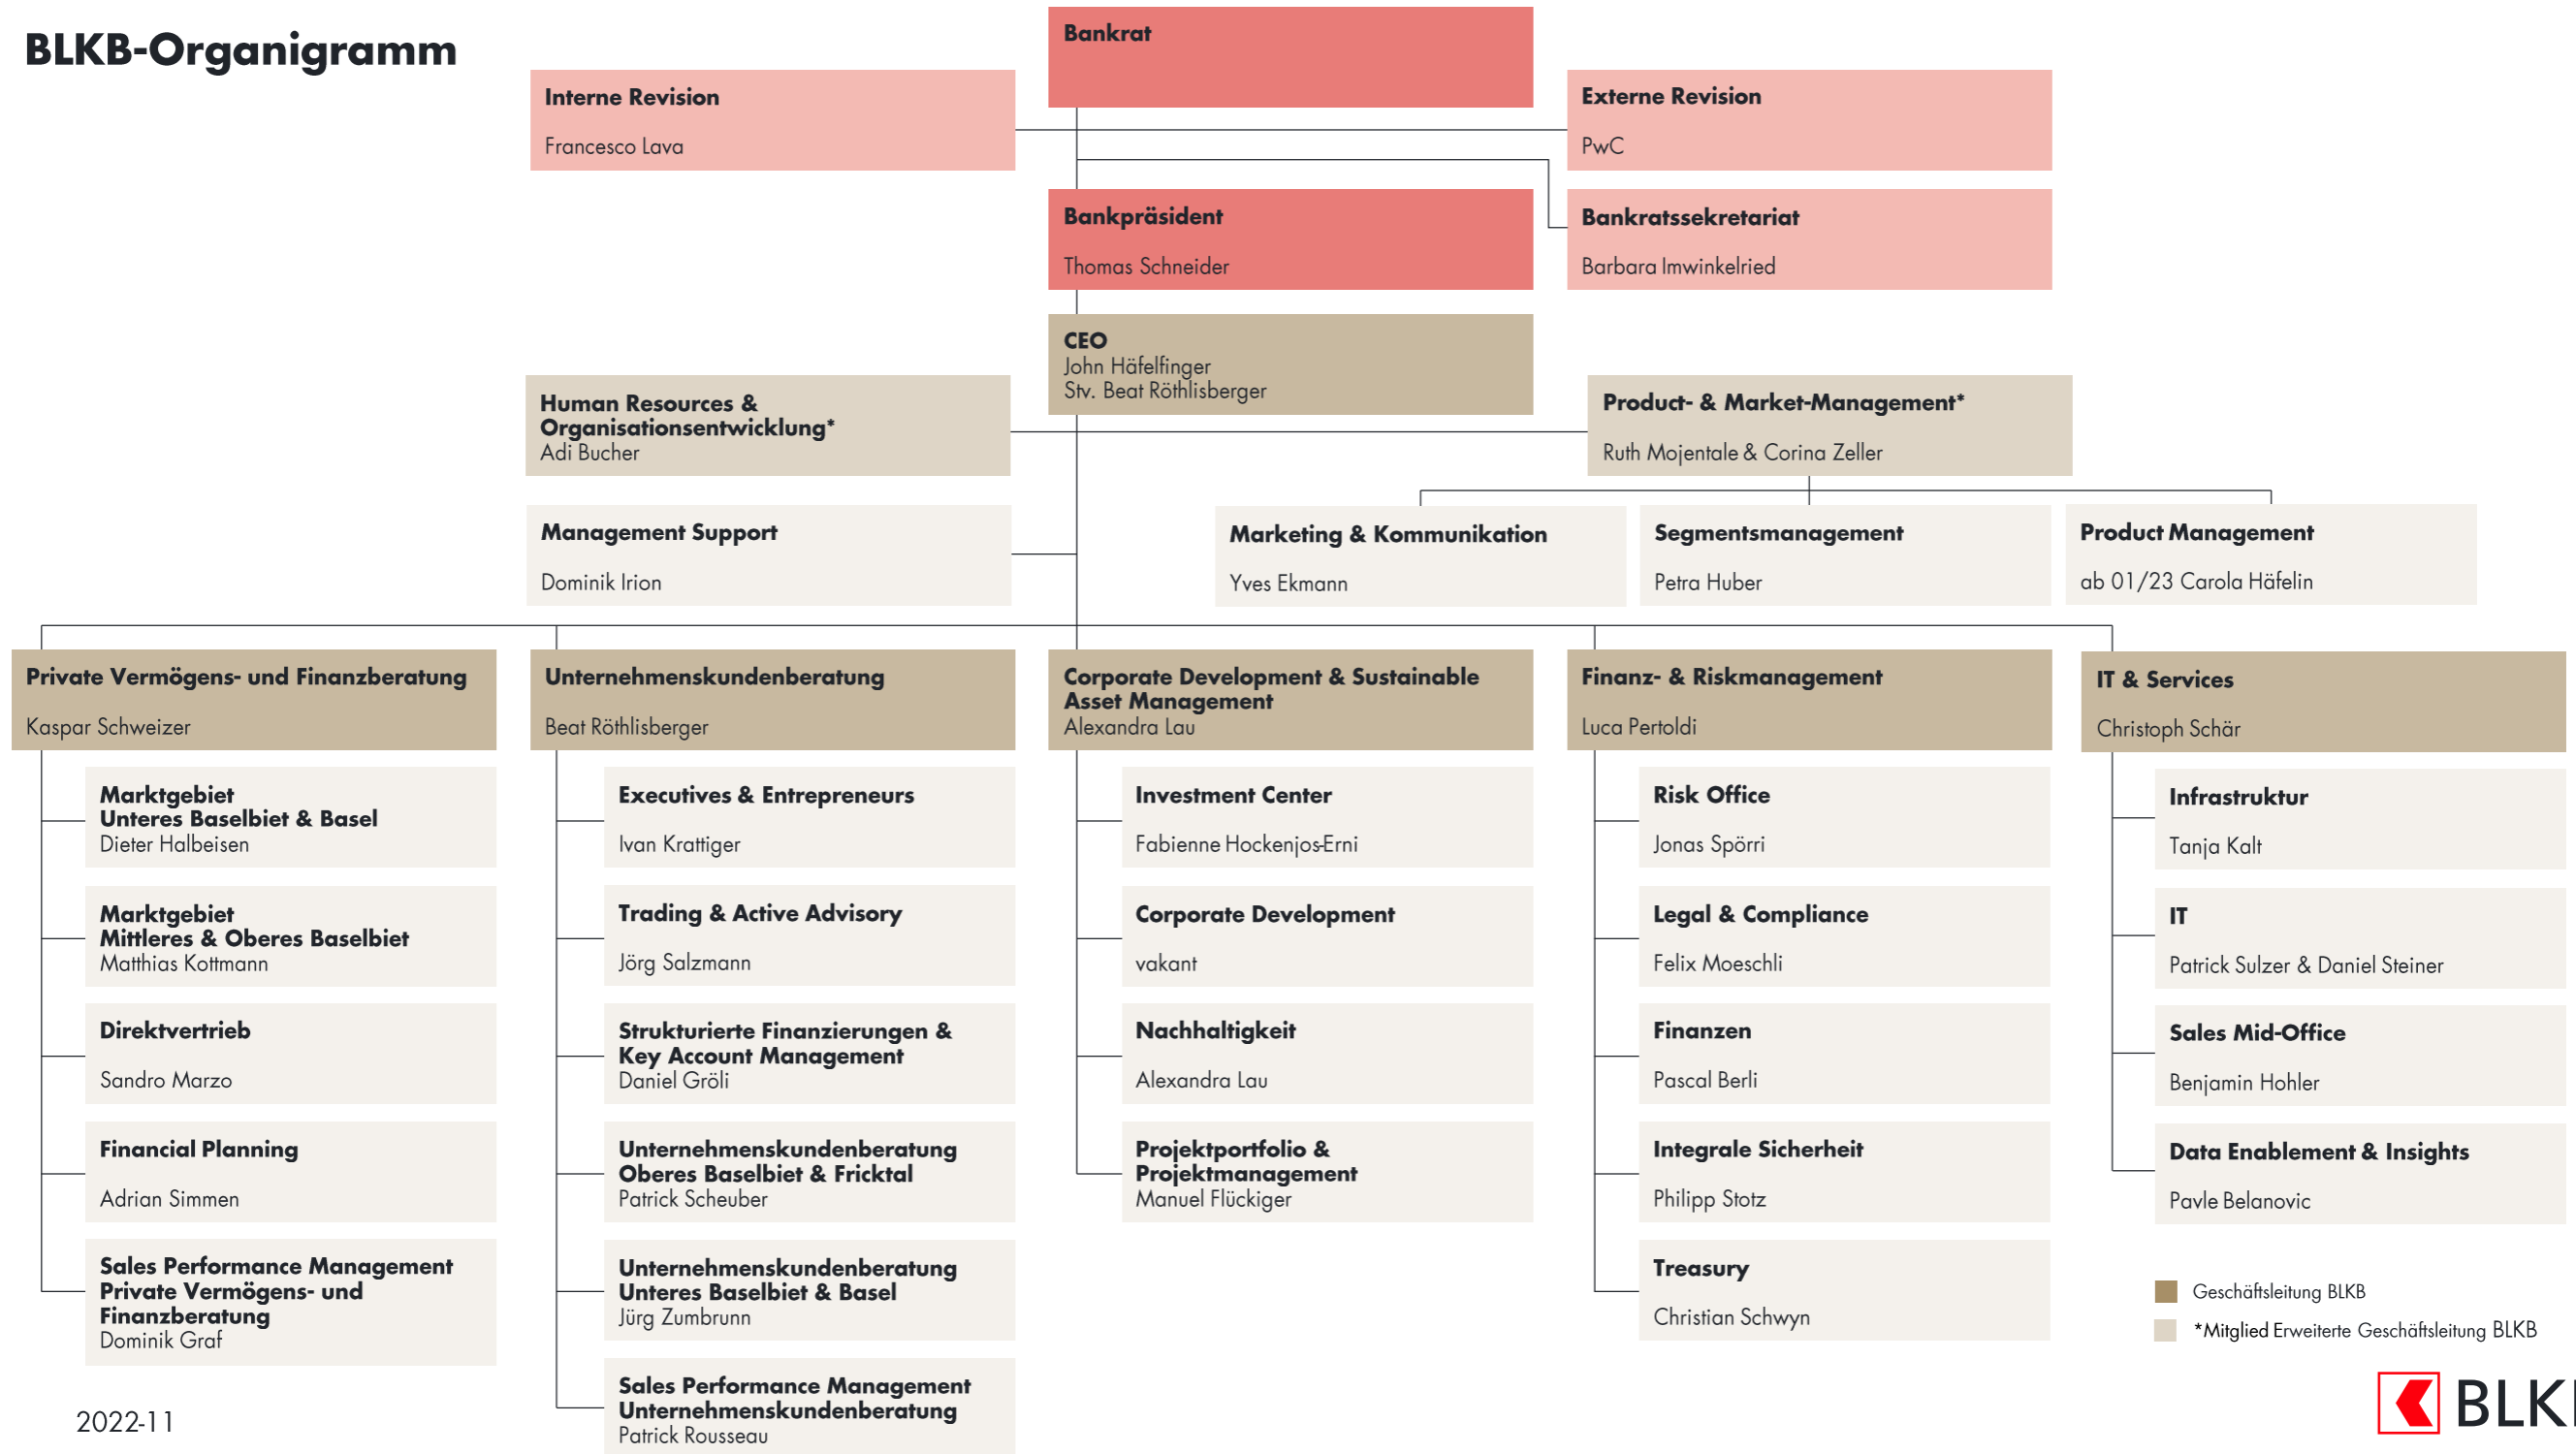 BLKB-Organigramm
Bankrat
Interne Revision
Francesco Lava
Externe Revision
PwC
Bankpräsident
Thomas Schneider
Bankratssekretariat
Barbara Imwinkelried
CEO
John Häfelfinger
Stv. Beat Röthlisberger
Human Resources &
Organisationsentwicklung*
Adi Bucher
Product- & Market-Management*
Ruth Mojentale & Corina Zeller
Management Support
Dominik Irion
Marketing & Kommunikation
Yves Ekmann
Segmentsmanagement
Petra Huber
Product Management
ab 01/23 Carola Häfelin
Private Vermögens- und Finanzberatung
Kaspar Schweizer
Marktgebiet
Unteres Baselbiet & Basel
Dieter Halbeisen
Marktgebiet
Mittleres & Oberes Baselbiet
Matthias Kottmann
Direktvertrieb
Sandro Marzo
Financial Planning
Adrian Simmen
Sales Performance Management
Private Vermögens- und
Finanzberatung
Dominik Graf
Unternehmenskundenberatung
Beat Röthlisberger
Executives & Entrepreneurs
Ivan Krattiger
Trading & Active Advisory
Jörg Salzmann
Strukturierte Finanzierungen &
Key Account Management
Daniel Gröli
Unternehmenskundenberatung
Oberes Baselbiet & Fricktal
Patrick Scheuber
Unternehmenskundenberatung
Unteres Baselbiet & Basel
Jürg Zumbrunn
Sales Performance Management
Unternehmenskundenberatung
Patrick Rousseau
Corporate Development & Sustainable
Asset Management
Alexandra Lau
Investment Center
Fabienne Hockenjos-Erni
Corporate Development
vakant
Nachhaltigkeit
Alexandra Lau
Projektportfolio &
Projektmanagement
Manuel Flückiger
Finanz- & Riskmanagement
Luca Pertoldi
Risk Office
Jonas Spörri
Legal & Compliance
Felix Moeschli
Finanzen
Pascal Berli
Integrale Sicherheit
Philipp Stotz
Treasury
Christian Schwyn
IT & Services
Christoph Schär
Infrastruktur
Tanja Kalt
IT
Patrick Sulzer & Daniel Steiner
Sales Mid-Office
Benjamin Hohler
Data Enablement & Insights
Pavle Belanovic
Geschäftsleitung BLKB
*Mitglied Erweiterte Geschäftsleitung BLKB
2022-11
BLK